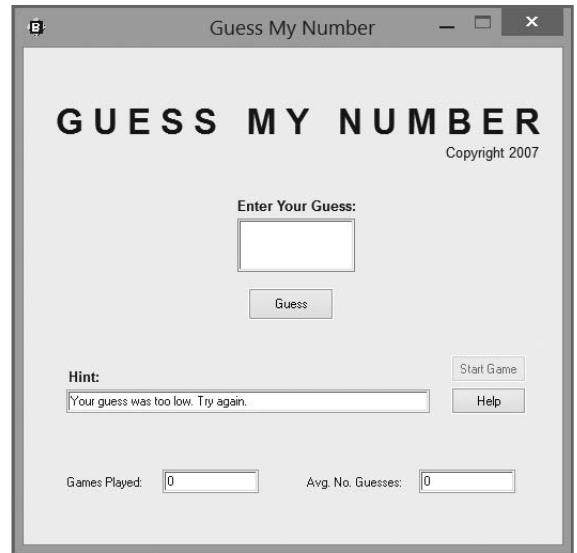 B Guess My Number
GUESS MY NUMBER
Copyright 2007
Enter Your Guess:
Guess
Start Game
Hint:
Your guess was too low. Try again.
Help
Games Played: 0 Avg. No. Guesses: 0